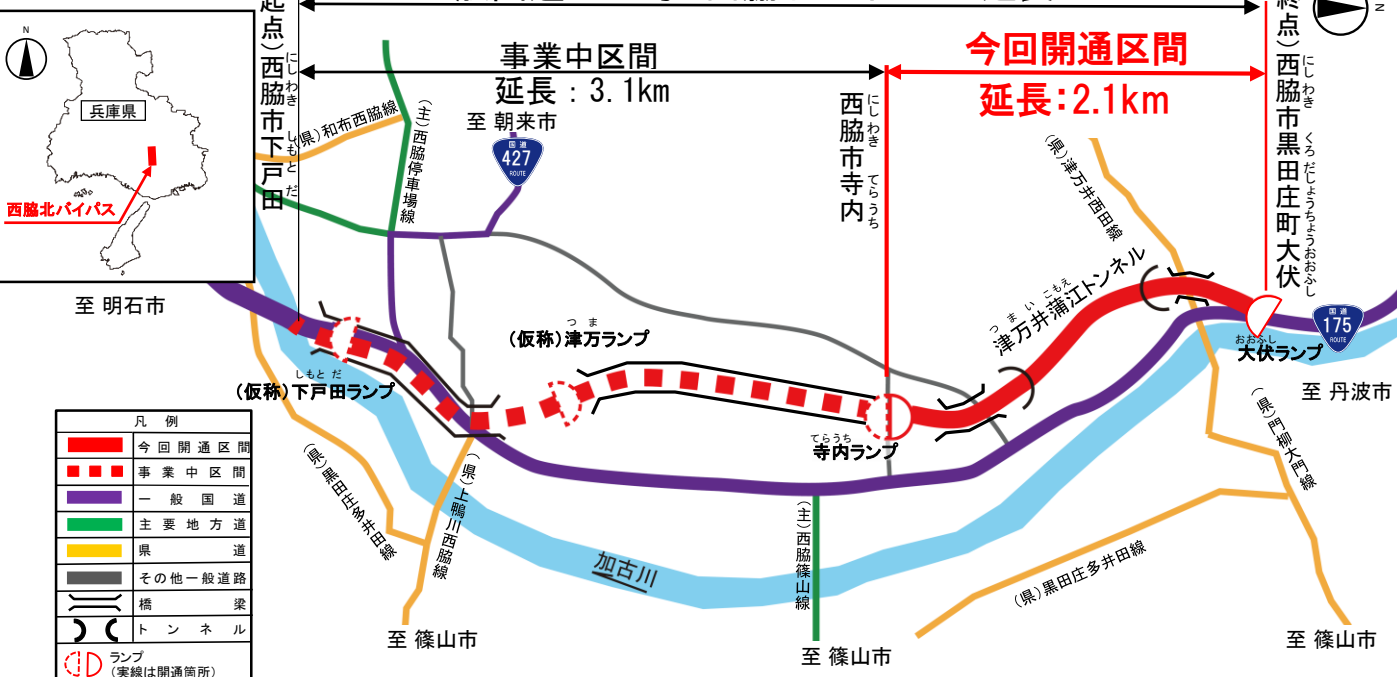 事業中区間
延長：3.1km
今回開通区間
延長：2.1km
起点）西脇市下戸田
にしわき
しもとだ
終点）西脇市黒田庄町大伏
にしわき
くろだしょうちょうおおふし
西脇市寺内
にしわき
てらうち
N
兵庫県
西脇北バイパス
N
至 明石市
至 朝来市
国道
427
ROUTE
(県)和布西脇線
(主)西脇停車場線
(県)津万井西田線
つまいこもえ
津万井蒲江トンネル
つま
(仮称)津万ランプ
しもとだ
(仮称)下戸田ランプ
てらうち
寺内ランプ
おおふし
大伏ランプ
国道
175
ROUTE
至 丹波市
(県)黒田庄多井田線
(県)上鴨川西脇線
加古川
(主)西脇篠山線
(県)黒田庄多井田線
(県)門柳大門線
至 篠山市
至 篠山市
至 篠山市
凡例
今回開通区間
事業中区間
一般国道
主要地方道
県道
その他一般道路
橋梁
トンネル
ランプ
(実線は開通箇所)